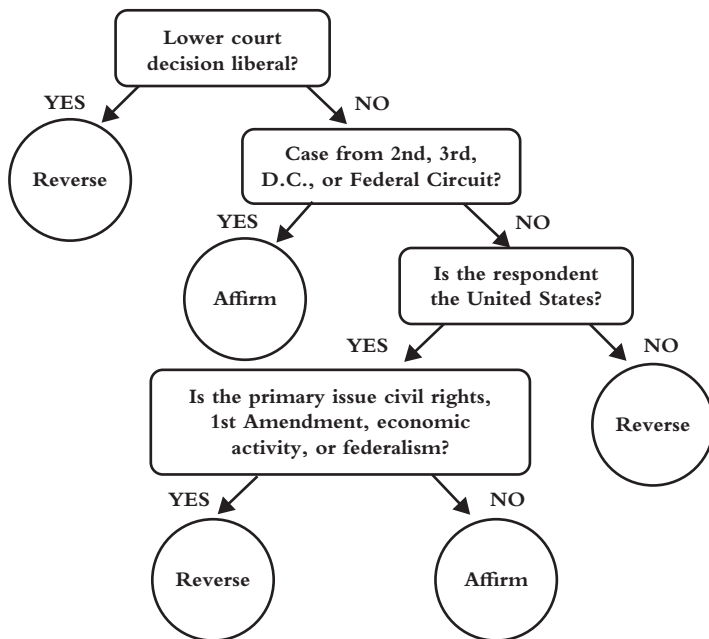 Lower court
decision liberal?
YES
NO
Reverse
Case from 2nd, 3rd,
D.C., or Federal Circuit?
YES
NO
Affirm
Is the respondent
the United States?
YES
NO
Is the primary issue civil rights,
1st Amendment, economic
activity, or federalism?
Reverse
YES
NO
Reverse
Affirm